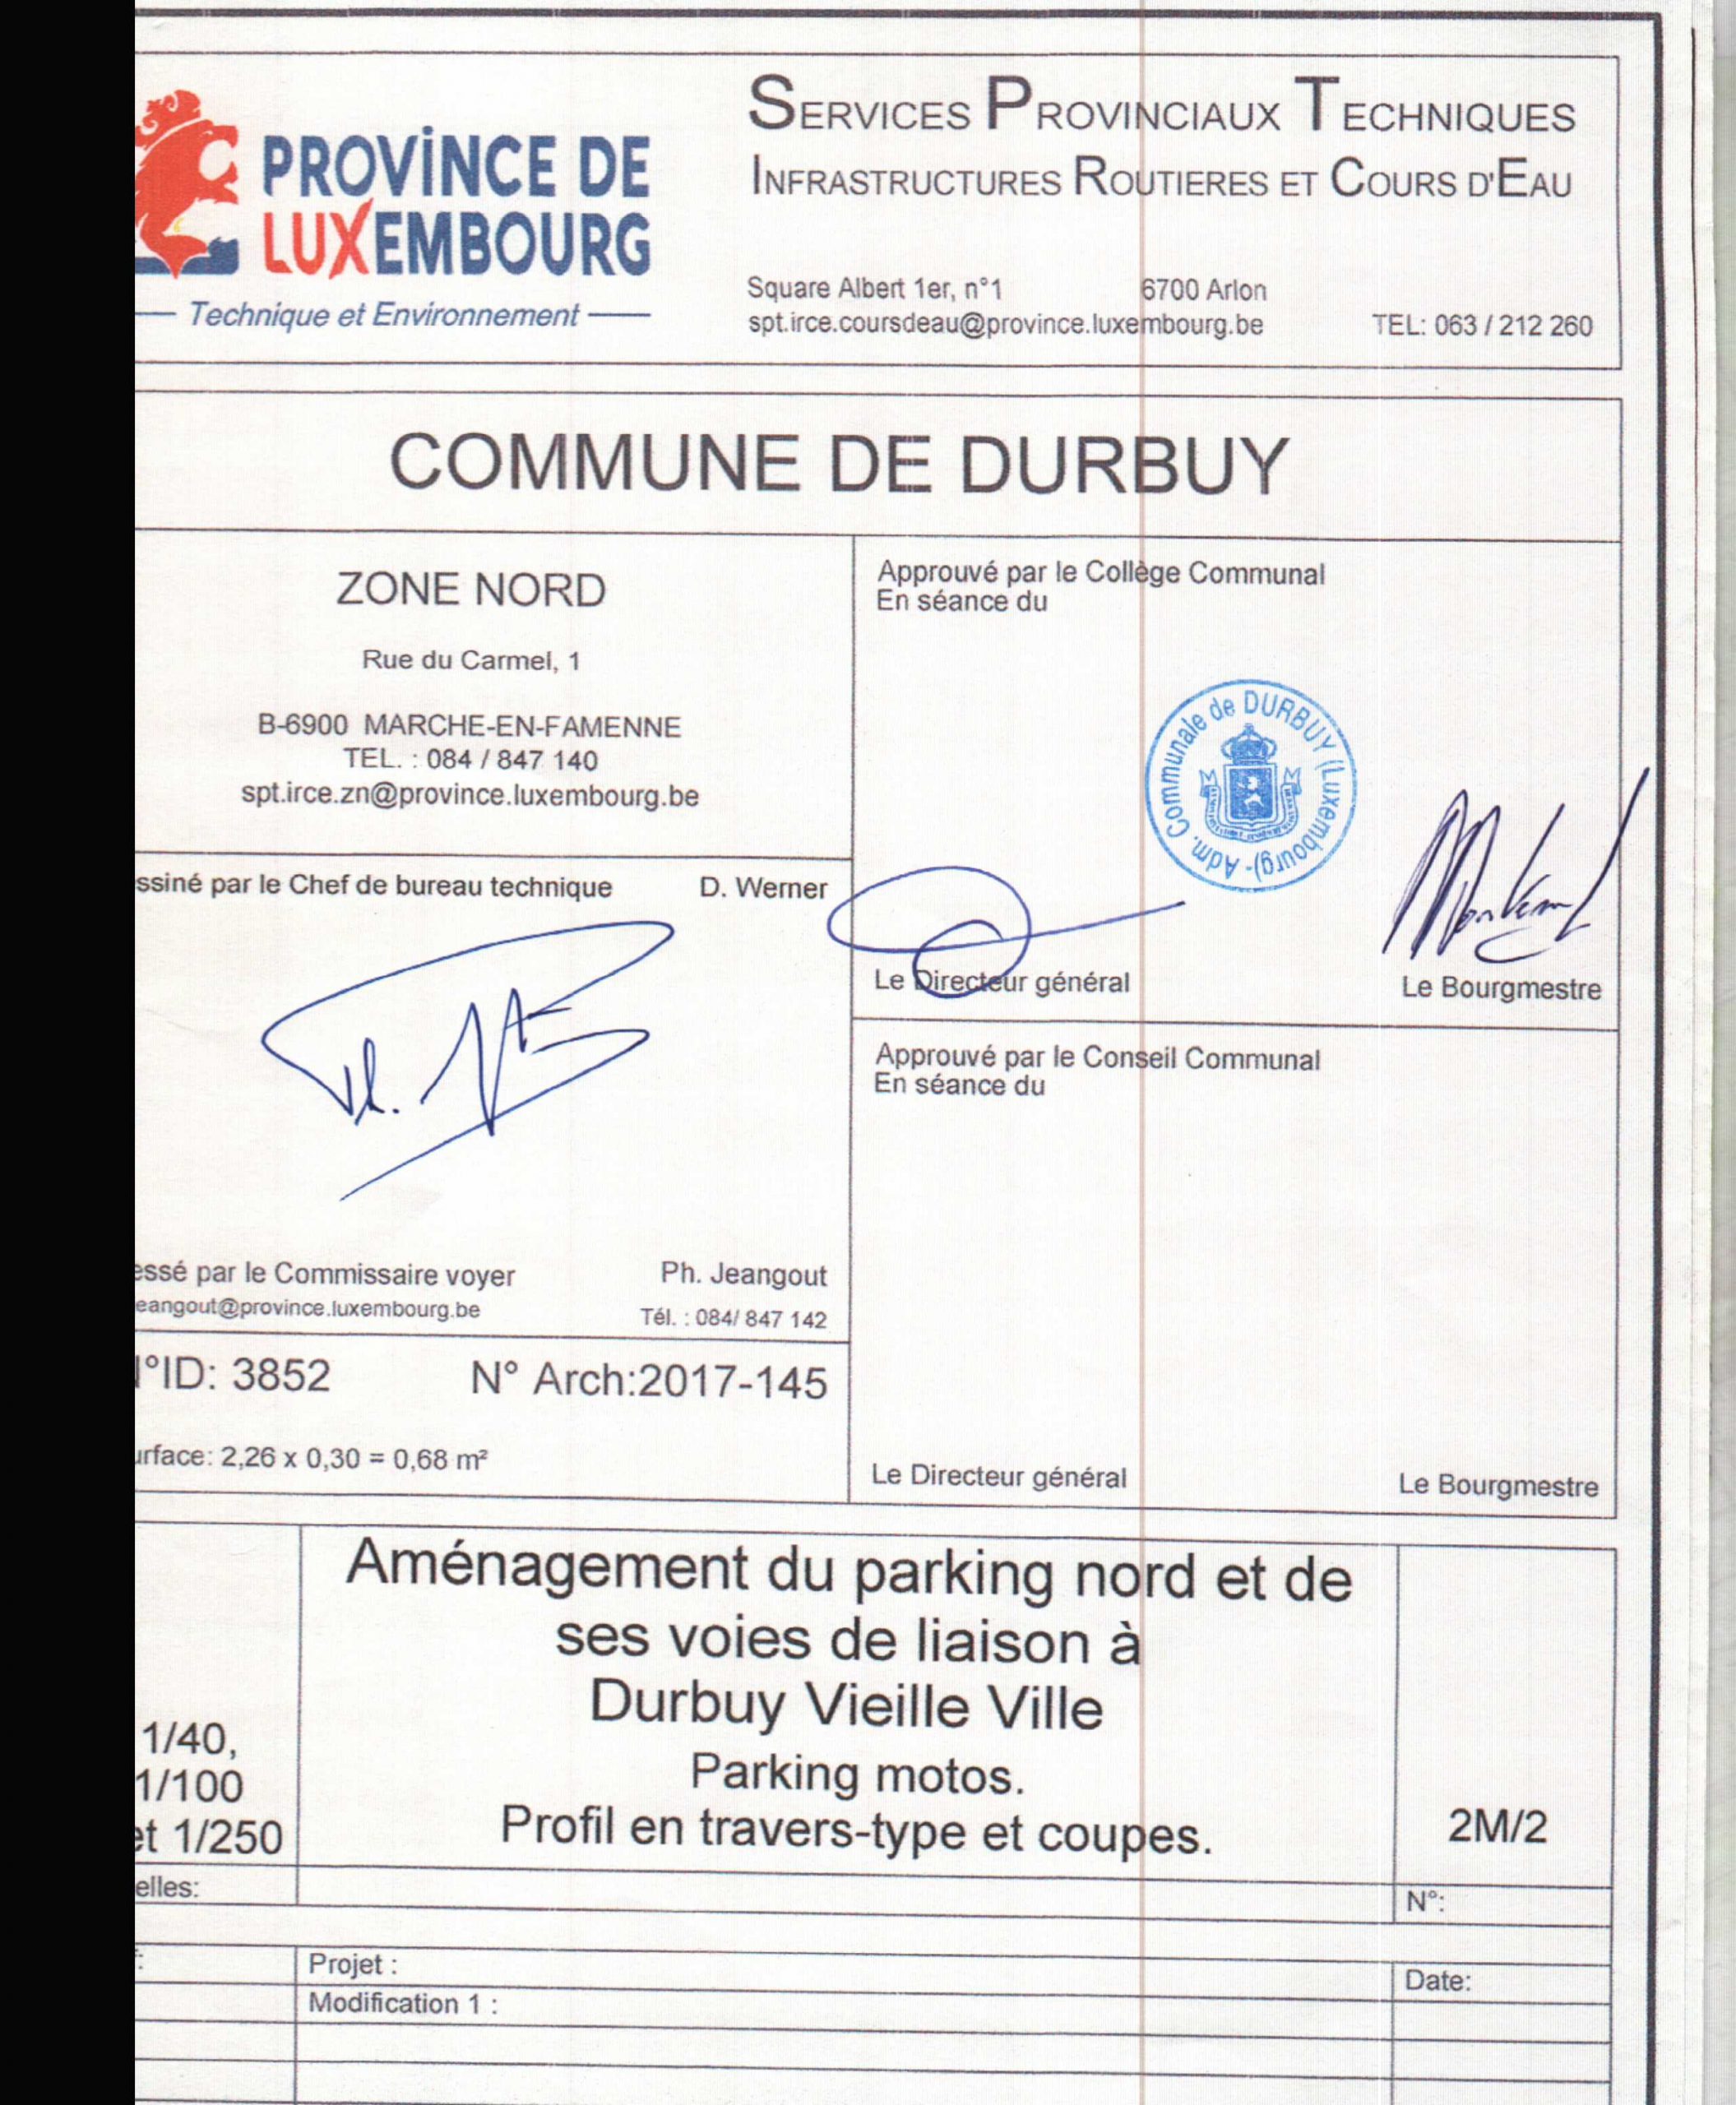 PROVINCE DE
LUXEMBOURG
Technique et Environnement
SERVICES PROVINCIAUX TECHNIQUES
INFRASTRUCTURES ROUTIERES ET COURS D'EAU
Square Albert 1er, n°1 6700 Arlon
spt.irce.coursdeau@province.luxembourg.be TEL: 063 / 212 260
COMMUNE DE DURBUY
ZONE NORD
Rue du Carmel, 1
B-6900 MARCHE-EN-FAMENNE
TEL. : 084 / 847 140
spt.irce.zn@province.luxembourg.be
ssiné par le Chef de bureau technique D. Werner
essé par le Commissaire voyer Ph. Jeangout
eangout@province.luxembourg.be Tél. : 084/ 847 142
N°ID: 3852 N° Arch:2017-145
urface: 2,26 x 0,30 = 0,68 m²
Approuvé par le Collège Communal
En séance du
Adm. Communale de DURBUY (Luxembourg)-
Le Directeur général Le Bourgmestre
Approuvé par le Conseil Communal
En séance du
Le Directeur général Le Bourgmestre
1/40,
1/100
et 1/250
elles:
Aménagement du parking nord et de
ses voies de liaison à
Durbuy Vieille Ville
Parking motos.
Profil en travers-type et coupes.
2M/2
N°:
Projet :
Date:
Modification 1 :